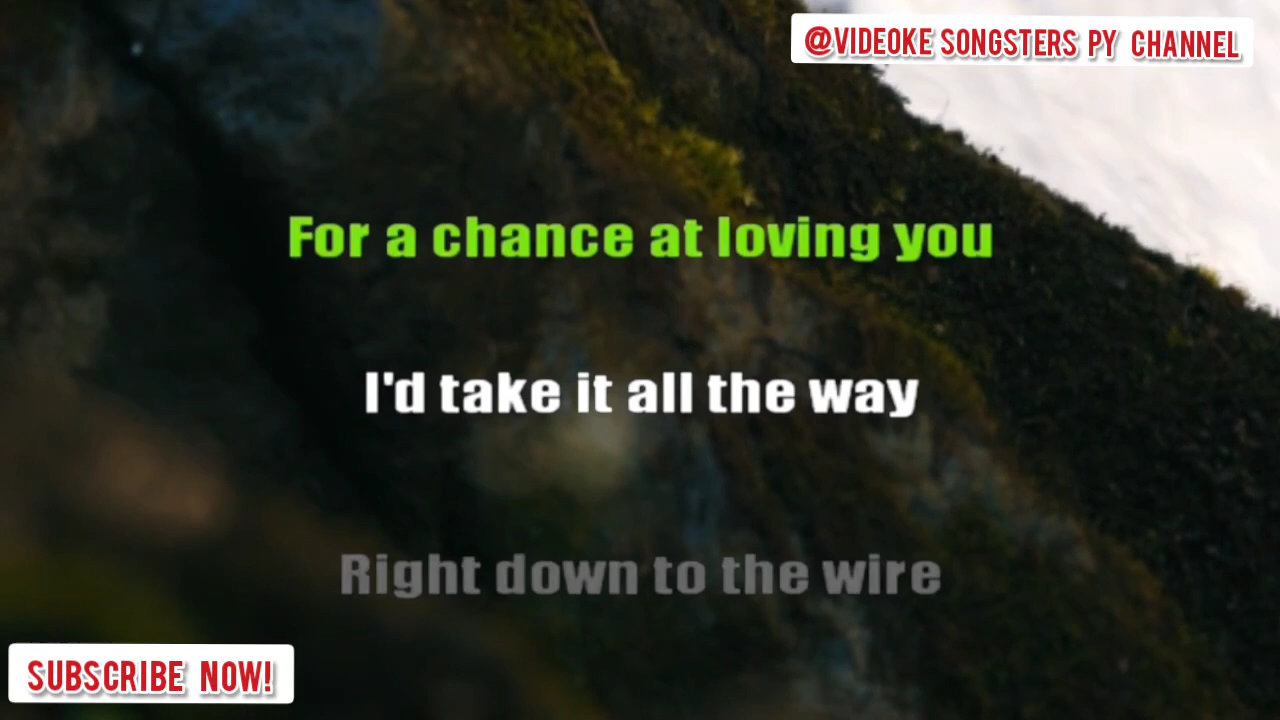 @VIDEOKE SONGSTERS PY CHANNEL
For a chance at loving you
I'd take it all the way
Right down to the wire
SUBSCRIBE NOW!